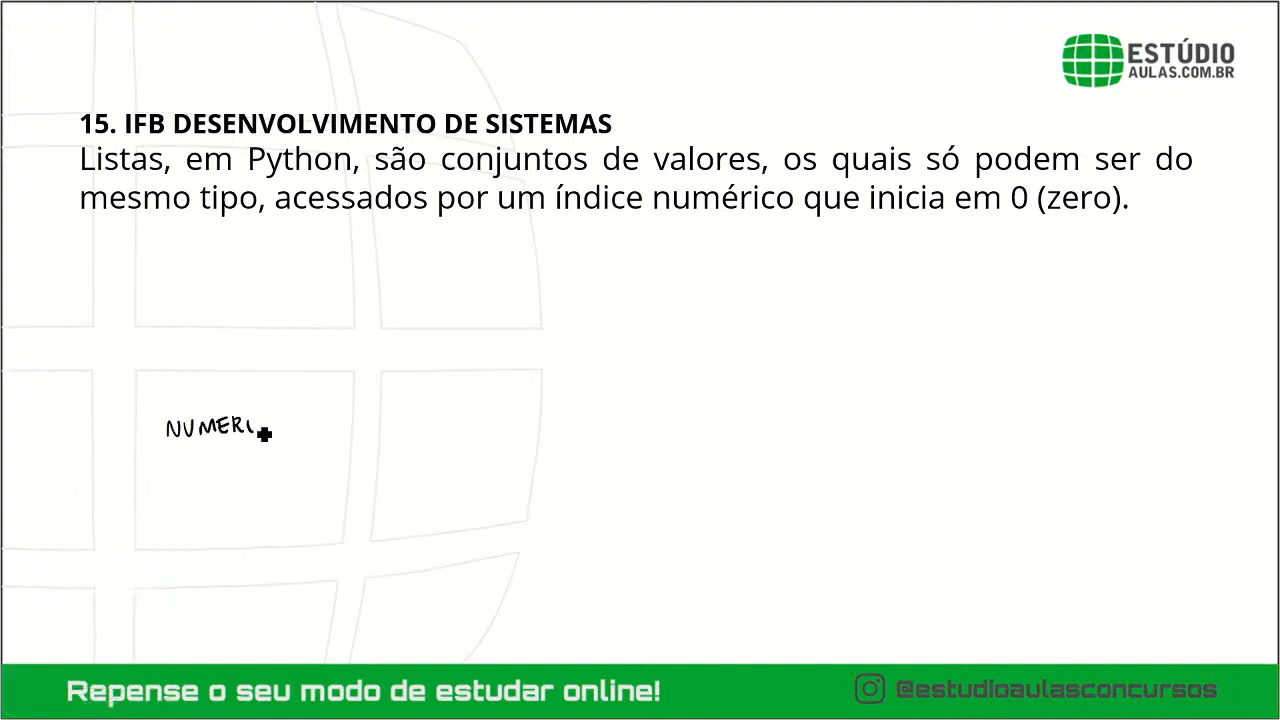 ESTÚDIO
AULAS.COM.BR
15. IFB DESENVOLVIMENTO DE SISTEMAS
Listas, em Python, são conjuntos de valores, os quais só podem ser do
mesmo tipo, acessados por um índice numérico que inicia em 0 (zero).
NUMERI
Repense o seu modo de estudar online!
@estudioaulasconcursos